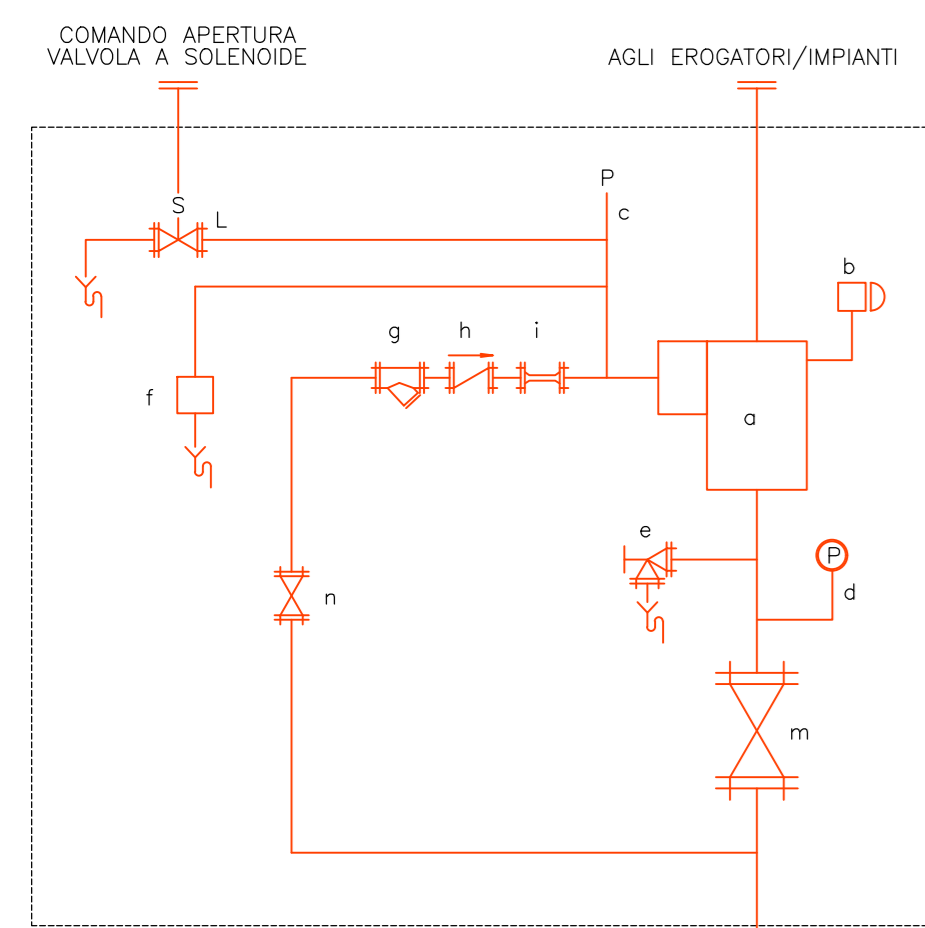 COMANDO APERTURA
VALVOLA A SOLENOIDE
AGLI EROGATORI/IMPIANTI
P
S
L
c
b
g
h
i
f
a
e
P
d
n
m